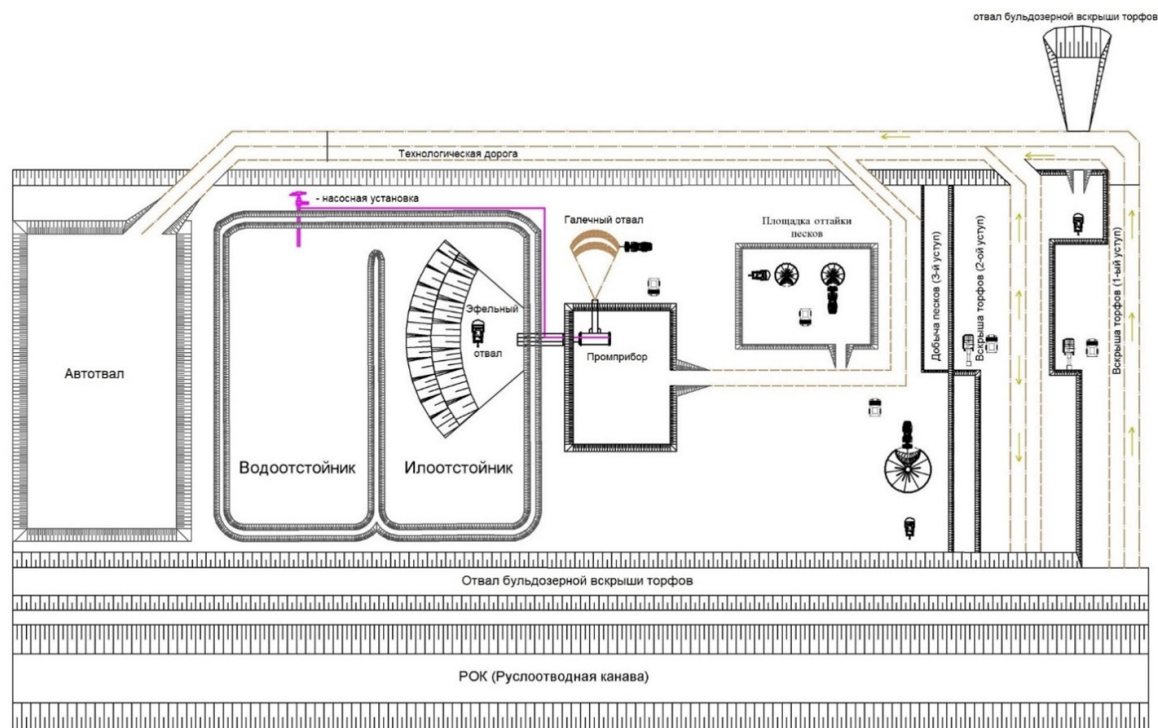 отвал бульдозерной вскрыши торфов
Технологическая дорога
- насосная установка
Галечный отвал
Площадка оттайки
песков
Эфельный
отвал
Промприбор
Автотвал
Водоотстойник
Илоотстойник
Добыча песков (3-й уступ)
Вскрыша торфов (2-ой уступ)
Вскрыша торфов (1-ый уступ)
Отвал бульдозерной вскрыши торфов
РОК (Руслоотводная канава)